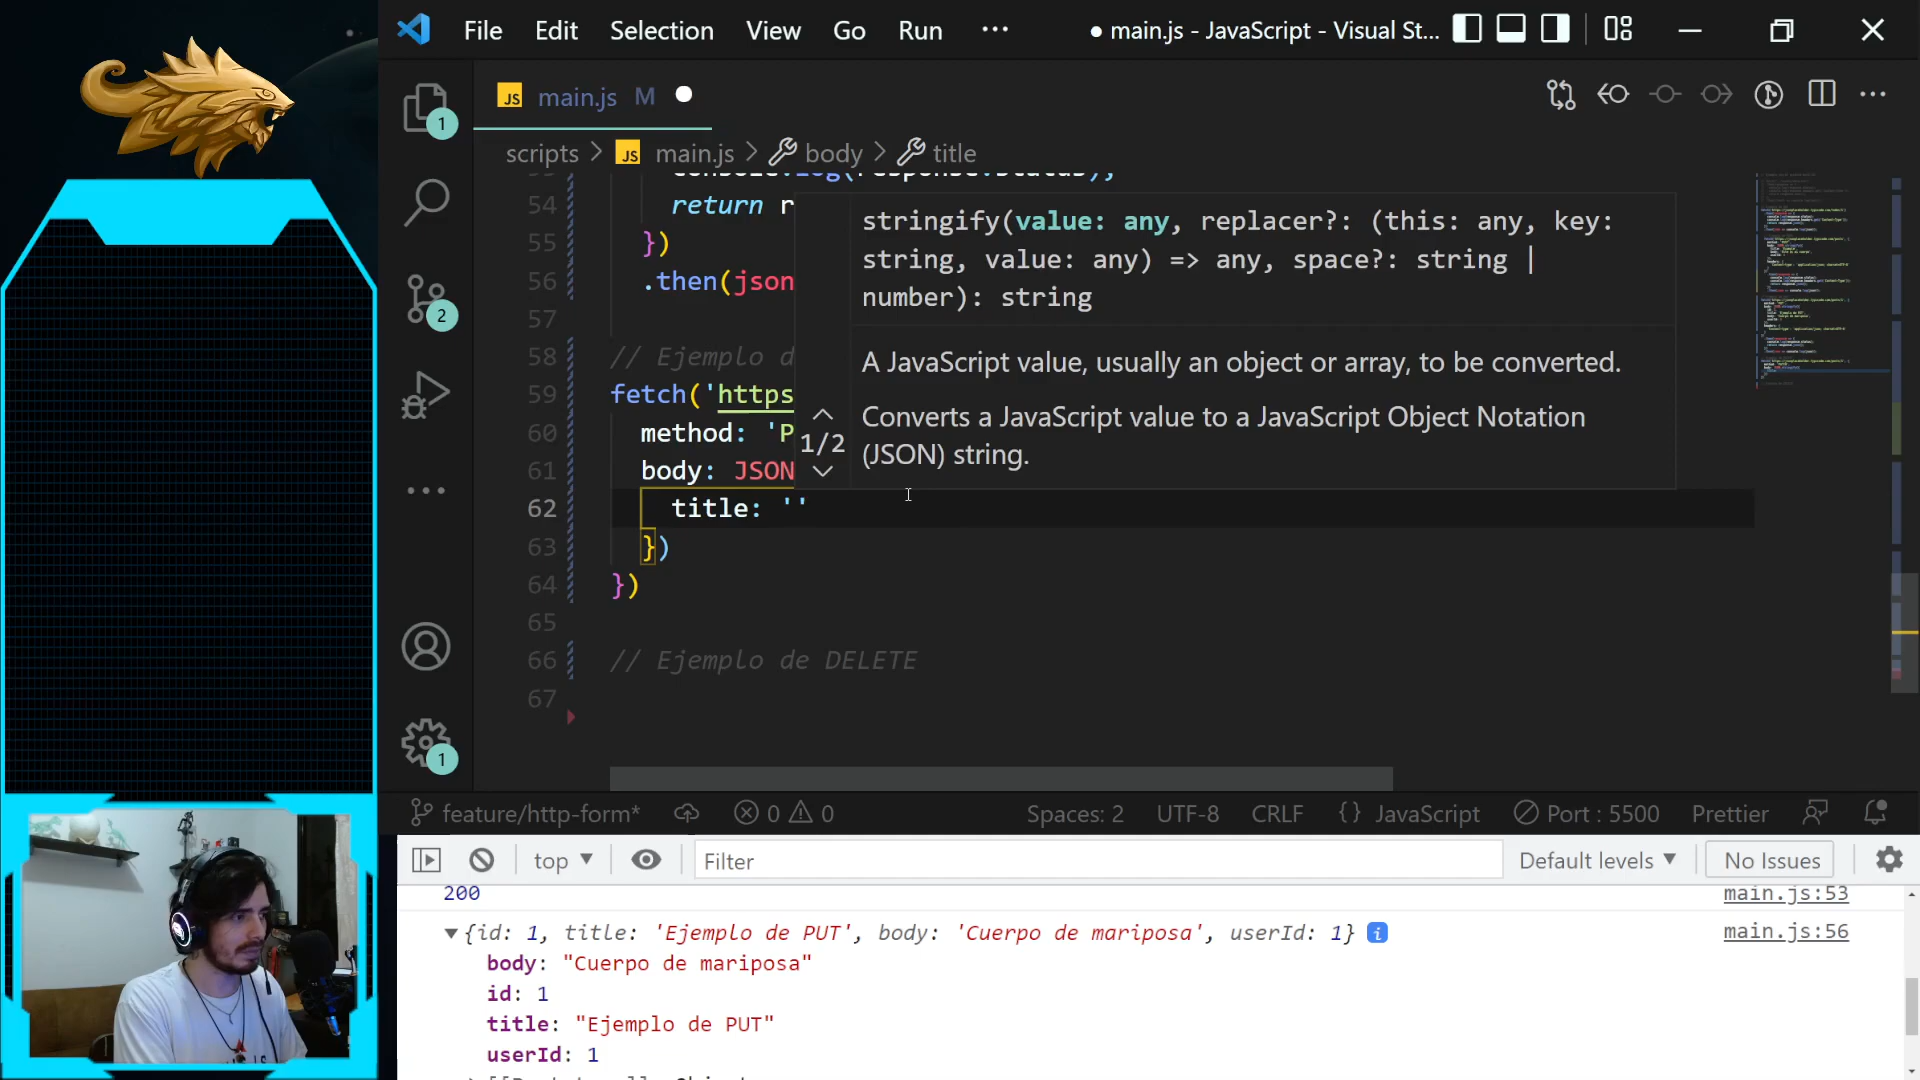 File Edit Selection View Go Run ··· ● main.js - JavaScript - Visual St...
JS main.js M
scripts > JS main.js > body > title
54 return r
55 })
56 .then(json
57
58 // Ejemplo d
59 fetch('https
60 method: 'P
61 body: JSON
62 title: ''
63 })
64 })
65
66 // Ejemplo de DELETE
67
stringify(value: any, replacer?: (this: any, key:
string, value: any) => any, space?: string |
number): string
1/2
A JavaScript value, usually an object or array, to be converted.
Converts a JavaScript value to a JavaScript Object Notation
(JSON) string.
1
2
1
feature/http-form* 0 0 Spaces: 2 UTF-8 CRLF {} JavaScript Port : 5500 Prettier
top Filter Default levels No Issues
200 main.js:53
{id: 1, title: 'Ejemplo de PUT', body: 'Cuerpo de mariposa', userId: 1} i main.js:56
body: "Cuerpo de mariposa"
id: 1
title: "Ejemplo de PUT"
userId: 1